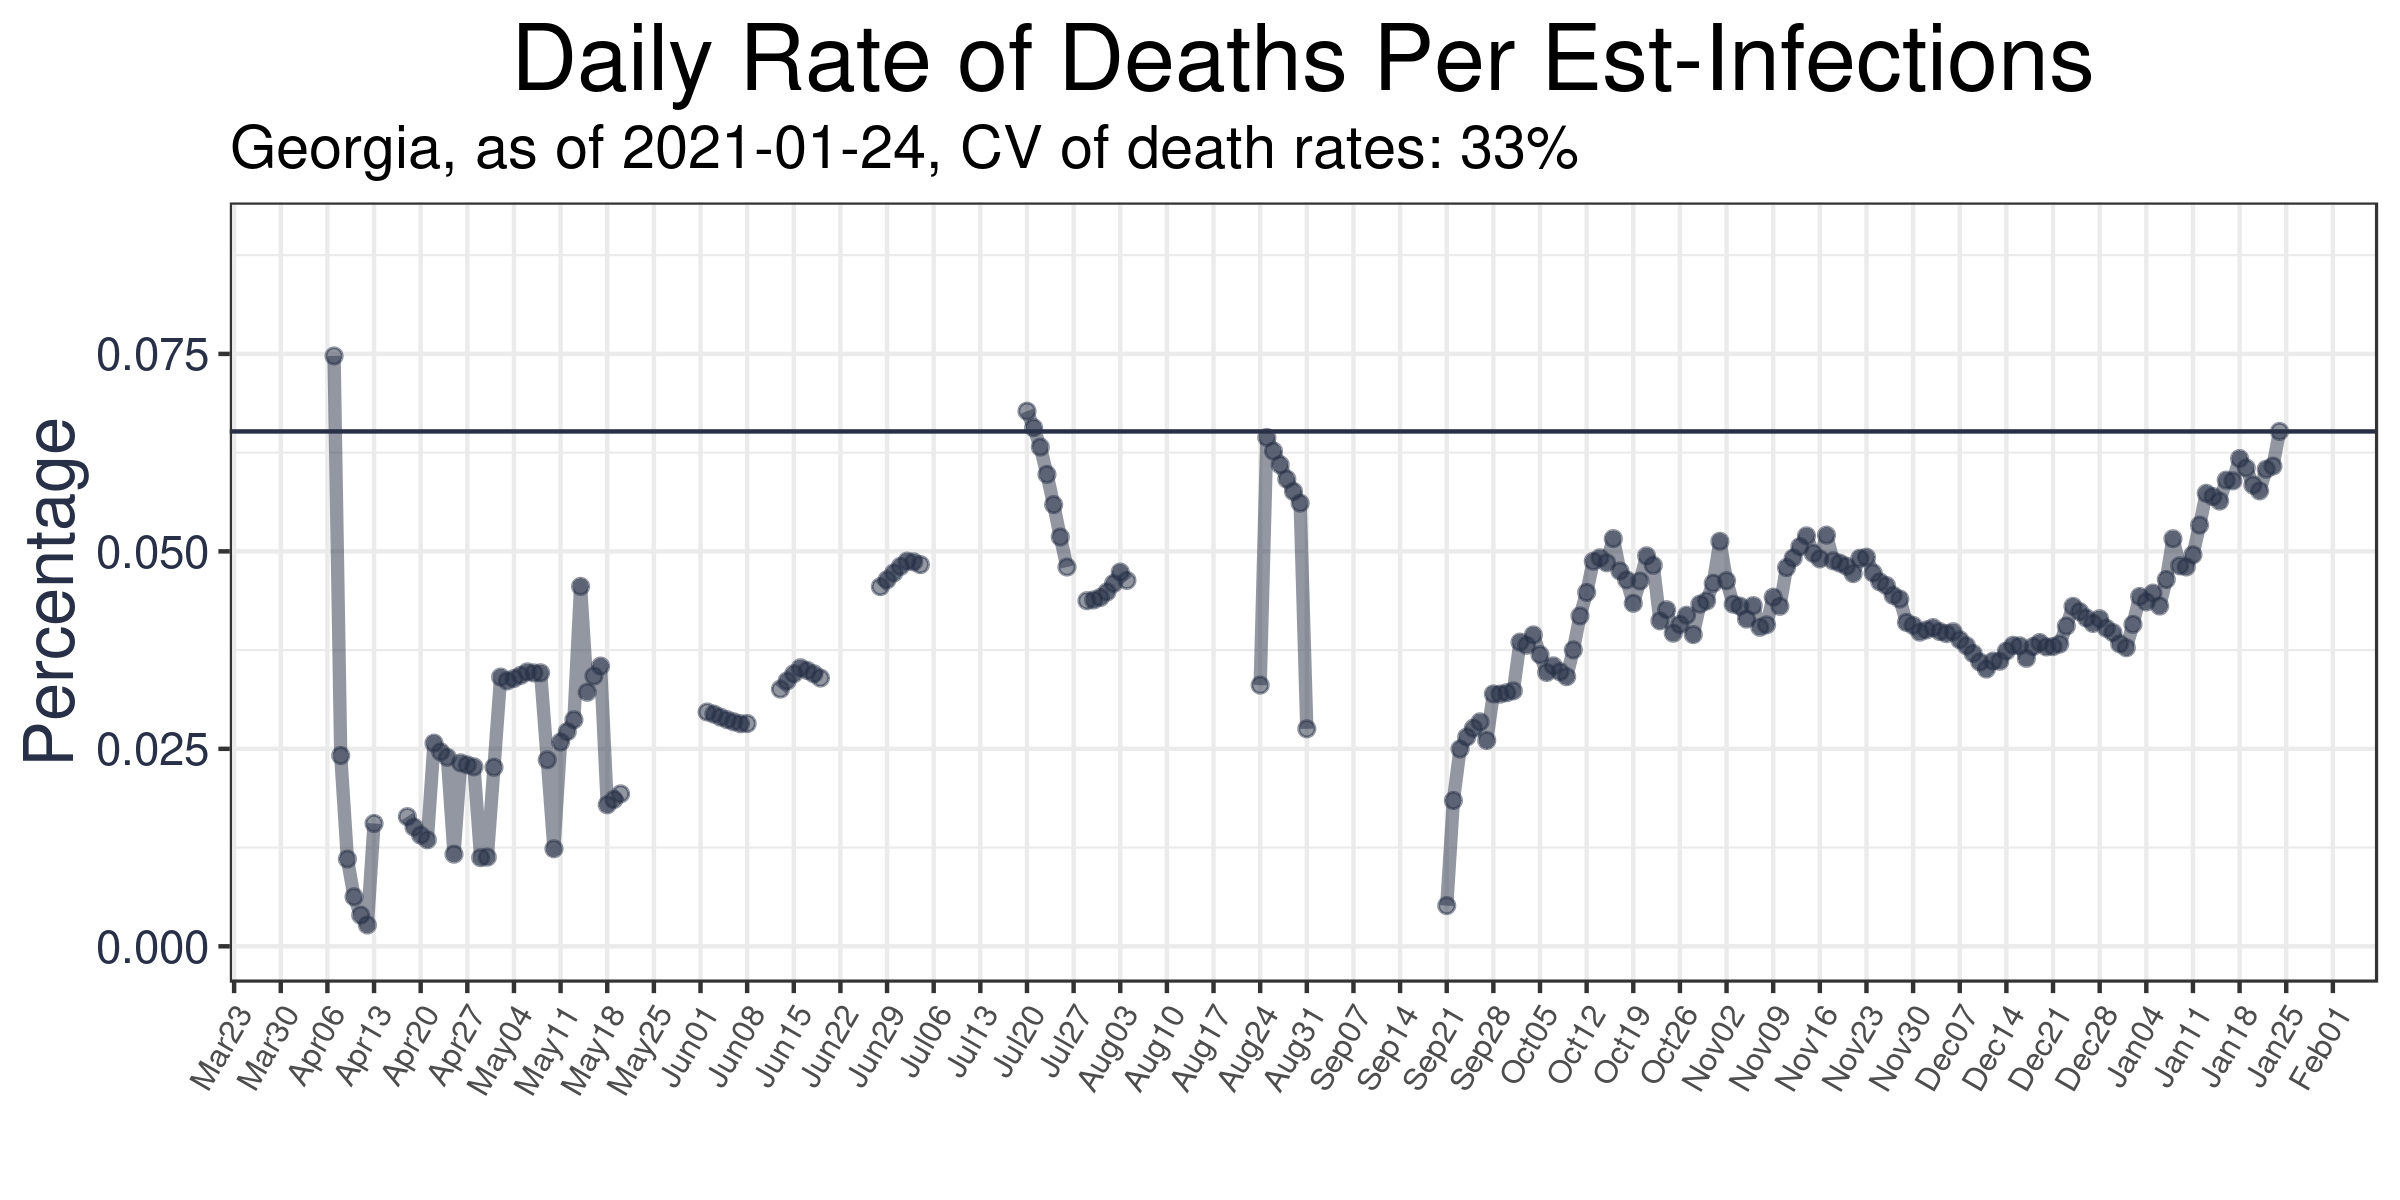 Daily Rate of Deaths Per Est-Infections
Georgia, as of 2021-01-24, CV of death rates: 33%
Percentage
0.075
0.050
0.025
0.000
Mar23
Mar30
Apr06
Apr13
Apr20
Apr27
May04
May11
May18
May25
Jun01
Jun08
Jun15
Jun22
Jun29
Jul06
Jul13
Jul20
Jul27
Aug03
Aug10
Aug17
Aug24
Aug31
Sep07
Sep14
Sep21
Sep28
Oct05
Oct12
Oct19
Oct26
Nov02
Nov09
Nov16
Nov23
Nov30
Dec07
Dec14
Dec21
Dec28
Jan04
Jan11
Jan18
Jan25
Feb01